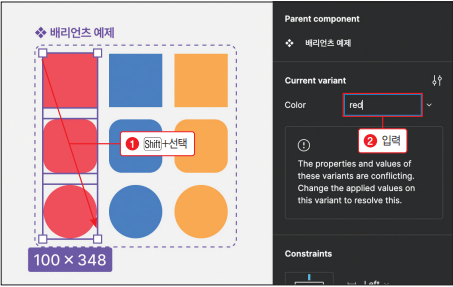 배리언츠 예제
1 Shift+선택
100 × 348
Parent component
배리언츠 예제
Current variant
Color
red
2 입력
The properties and values of
these variants are conflicting.
Change the applied values on
this variant to resolve this.
Constraints
Left